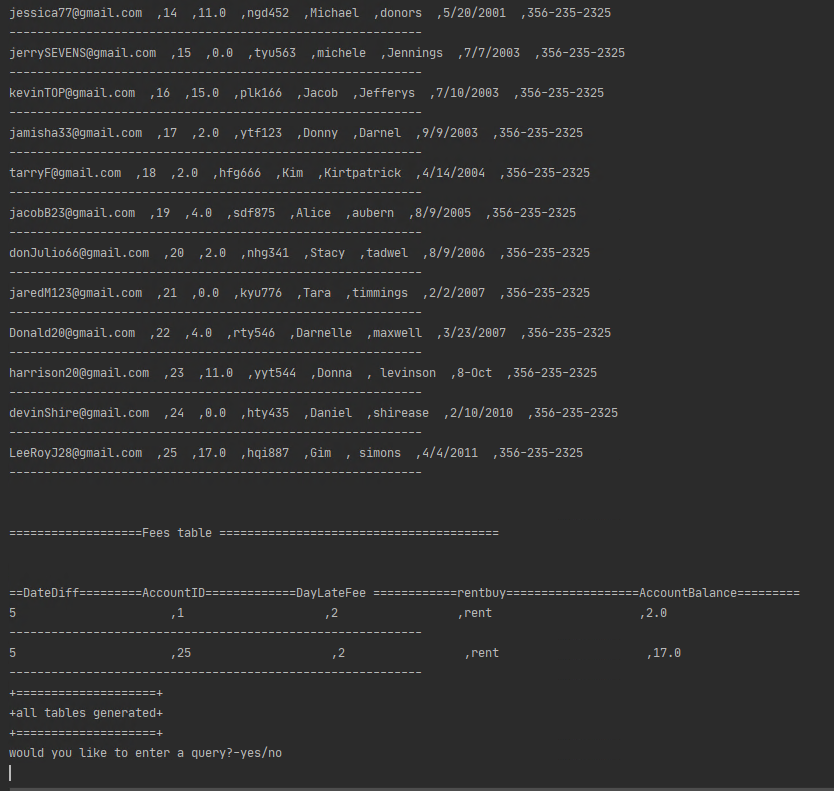 jessica77@gmail.com ,14 ,11.0 ,ngd452 ,Michael ,donors ,5/20/2001 ,356-235-2325
-----------------------------------------------------------
jerrySEVENS@gmail.com ,15 ,0.0 ,tyu563 ,michele ,Jennings ,7/7/2003 ,356-235-2325
-----------------------------------------------------------
kevinTOP@gmail.com ,16 ,15.0 ,plk166 ,Jacob ,Jefferys ,7/10/2003 ,356-235-2325
-----------------------------------------------------------
jamisha33@gmail.com ,17 ,2.0 ,ytf123 ,Donny ,Darnel ,9/9/2003 ,356-235-2325
-----------------------------------------------------------
tarryF@gmail.com ,18 ,2.0 ,hfg666 ,Kim ,Kirtpatrick ,4/14/2004 ,356-235-2325
-----------------------------------------------------------
jacobB23@gmail.com ,19 ,4.0 ,sdf875 ,Alice ,aubern ,8/9/2005 ,356-235-2325
-----------------------------------------------------------
donJulio66@gmail.com ,20 ,2.0 ,nhg341 ,Stacy ,tadwel ,8/9/2006 ,356-235-2325
-----------------------------------------------------------
jaredM123@gmail.com ,21 ,0.0 ,kyu776 ,Tara ,timmings ,2/2/2007 ,356-235-2325
-----------------------------------------------------------
Donald20@gmail.com ,22 ,4.0 ,rty546 ,Darnelle ,maxwell ,3/23/2007 ,356-235-2325
-----------------------------------------------------------
harrison20@gmail.com ,23 ,11.0 ,yyt544 ,Donna , levinson ,8-Oct ,356-235-2325
-----------------------------------------------------------
devinShire@gmail.com ,24 ,0.0 ,hty435 ,Daniel ,shirease ,2/10/2010 ,356-235-2325
-----------------------------------------------------------
LeeRoyJ28@gmail.com ,25 ,17.0 ,hqi887 ,Gim , simons ,4/4/2011 ,356-235-2325
-----------------------------------------------------------
===================Fees table ========================================
==DateDiff=========AccountID=============DayLateFee ============rentbuy===================AccountBalance=========
5 ,1 ,2 ,rent ,2.0
-----------------------------------------------------------
5 ,25 ,2 ,rent ,17.0
-----------------------------------------------------------
+====================+
+all tables generated+
+====================+
would you like to enter a query?-yes/no